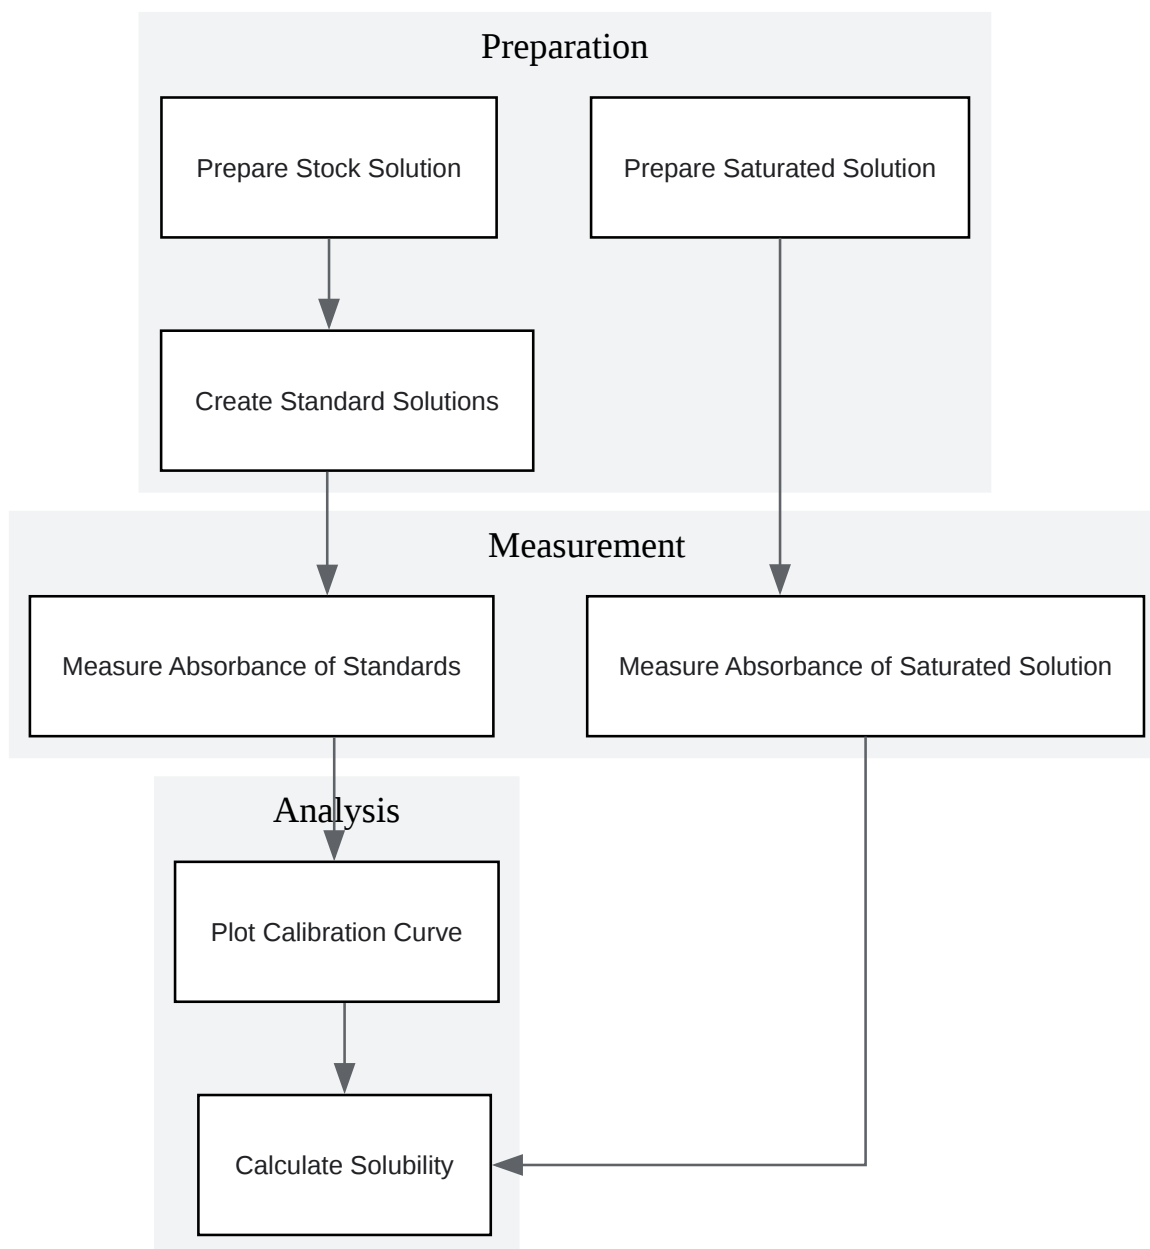 Preparation
Prepare Stock Solution
Prepare Saturated Solution
Create Standard Solutions
Measurement
Measure Absorbance of Standards
Measure Absorbance of Saturated Solution
Analysis
Plot Calibration Curve
Calculate Solubility